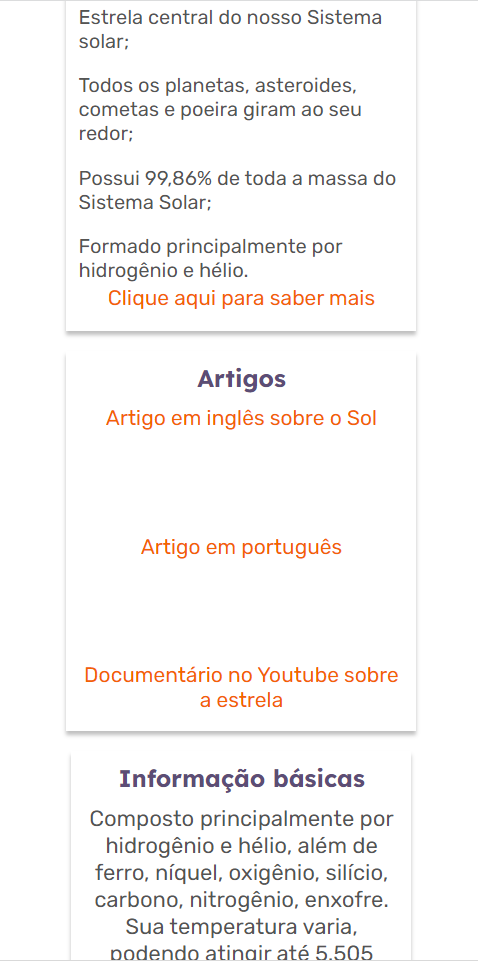 Estrela central do nosso Sistema
solar;
Todos os planetas, asteroides,
cometas e poeira giram ao seu
redor;
Possui 99,86% de toda a massa do
Sistema Solar;
Formado principalmente por
hidrogênio e hélio.
Clique aqui para saber mais
Artigos
Artigo em inglês sobre o Sol
Artigo em português
Documentário no Youtube sobre
a estrela
Informação básicas
Composto principalmente por
hidrogênio e hélio, além de
ferro, níquel, oxigênio, silício,
carbono, nitrogênio, enxofre.
Sua temperatura varia,
podendo atingir até 5.505